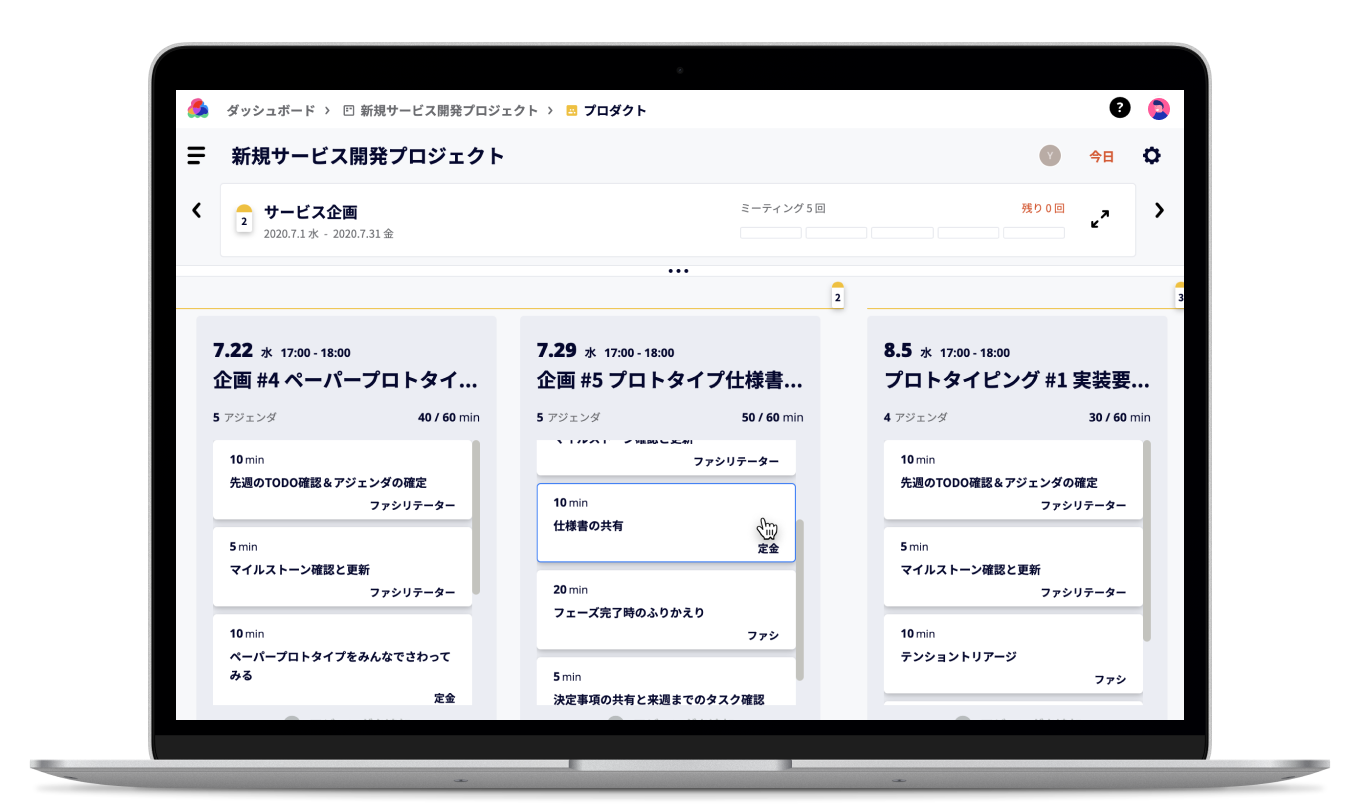 ダッシュボード > 新規サービス開発プロジェクト > プロダクト
?
新規サービス開発プロジェクト
Y
今日
2
サービス企画
2020.7.1 水 - 2020.7.31 金
ミーティング 5 回
残り 0 回
2
3
7.22 水 17:00 - 18:00
企画 #4 ペーパープロトタイ...
5 アジェンダ
40 / 60 min
10 min
先週のTODO確認＆アジェンダの確定
ファシリテーター
5 min
マイルストーン確認と更新
ファシリテーター
10 min
ペーパープロトタイプをみんなでさわって
みる
定金
7.29 水 17:00 - 18:00
企画 #5 プロトタイプ仕様書...
5 アジェンダ
50 / 60 min
マイルストーン確認と更新
ファシリテーター
10 min
仕様書の共有
定金
20 min
フェーズ完了時のふりかえり
ファシ
5 min
決定事項の共有と来週までのタスク確認
8.5 水 17:00 - 18:00
プロトタイピング #1 実装要...
4 アジェンダ
30 / 60 min
10 min
先週のTODO確認＆アジェンダの確定
ファシリテーター
5 min
マイルストーン確認と更新
ファシリテーター
10 min
テンショントリアージ
ファシ